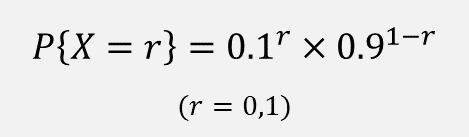 P{X = r} = 0.1^r × 0.9^{1−r}
(r = 0,1)